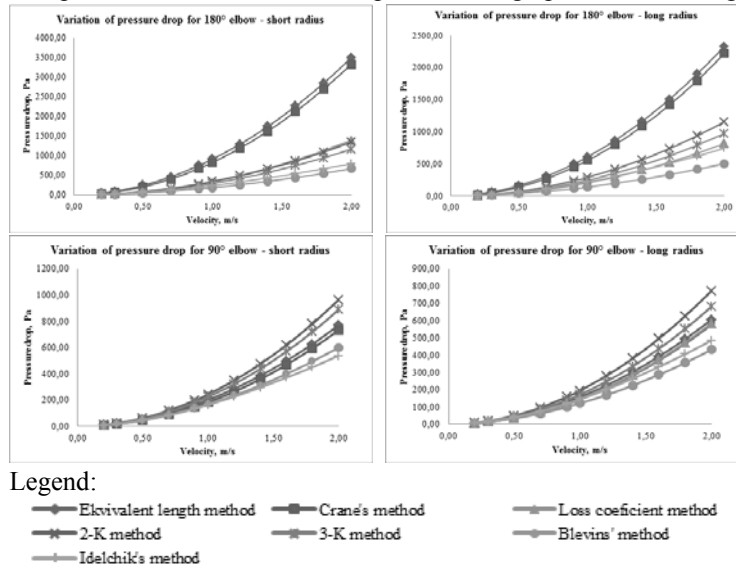 Variation of pressure drop for 180° elbow - short radius
4000,00
3500,00
3000,00
2500,00
2000,00
1500,00
1000,00
500,00
0,00
Pressure drop, Pa
0,00 0,50 1,00 1,50 2,00
Velocity, m/s
Variation of pressure drop for 180° elbow - long radius
2500,00
2000,00
1500,00
1000,00
500,00
0,00
Pressure drop, Pa
0,00 0,50 1,00 1,50 2,00
Velocity, m/s
Variation of pressure drop for 90° elbow - short radius
1200,00
1000,00
800,00
600,00
400,00
200,00
0,00
Pressure drop, Pa
0,00 0,50 1,00 1,50 2,00
Velocity, m/s
Variation of pressure drop for 90° elbow - long radius
900,00
800,00
700,00
600,00
500,00
400,00
300,00
200,00
100,00
0,00
Pressure drop, Pa
0,00 0,50 1,00 1,50 2,00
Velocity, m/s
Legend:
Ekvivalent length method Crane's method Loss coeficient method
2-K method 3-K method Blevins' method
Idelchik's method